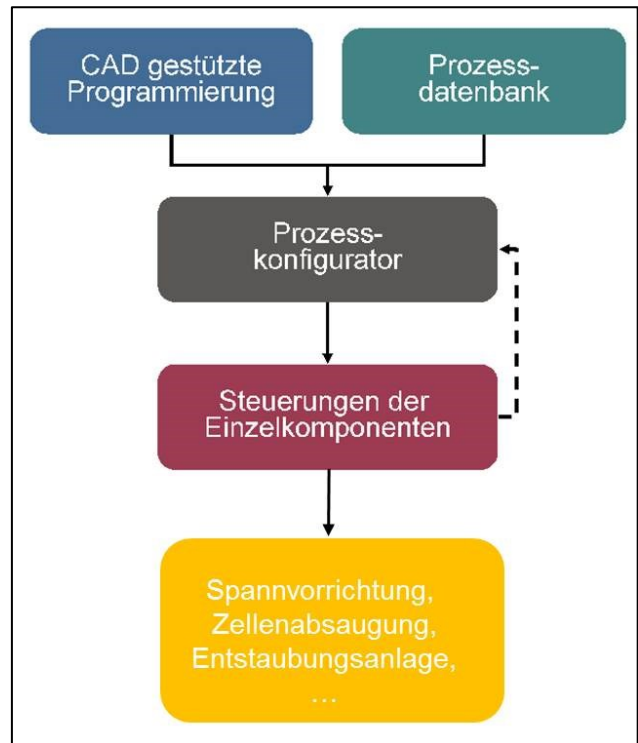 CAD gestützte
Programmierung
Prozess-
datenbank
Prozess-
konfigurator
Steuerungen der
Einzelkomponenten
Spannvorrichtung,
Zellenabsaugung,
Entstaubungsanlage,
…